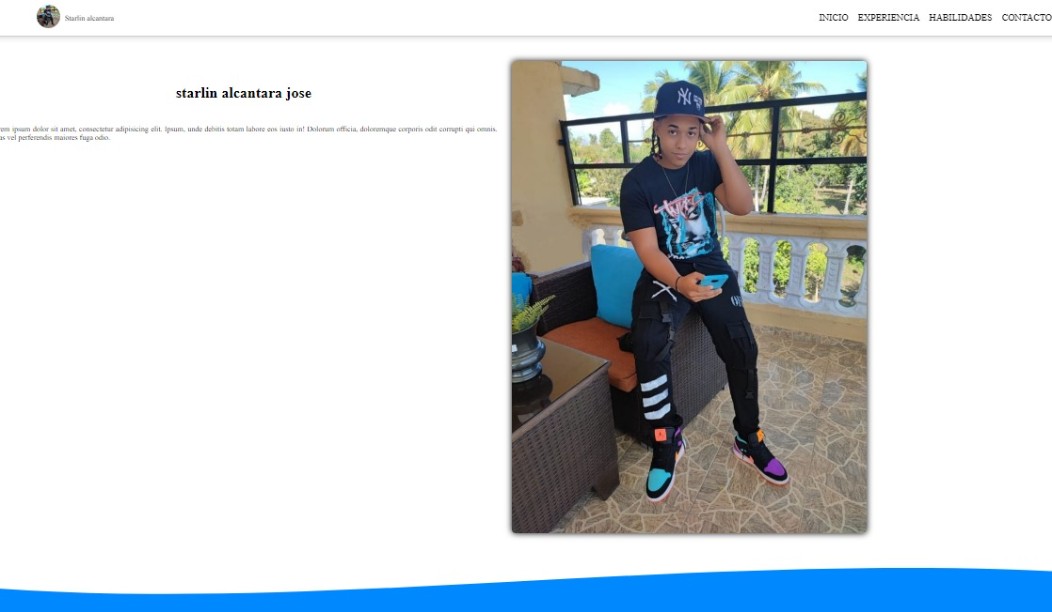 Starlin alcantara
INICIO EXPERIENCIA HABILIDADES CONTACTO
starlin alcantara jose
em ipsum dolor sit amet, consectetur adipisicing elit. Ipsum, unde debitis totam labore eos iusto in! Dolorum officia, doloremque corporis odit corrupti qui omnis.
as vel perferendis maiores fuga odio.
NY